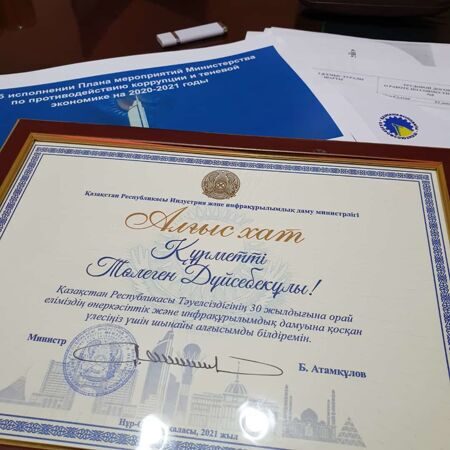 б исполнении Плана мероприятий Министерства
по противодействию коррупции и теневой
экономике на 2020-2021 годы
Қазақстан Республикасы Индустрия және инфрақұрылымдық даму министрлігі
Алғыс хат
Құрметті
Төлеген Дүйсебекұлы!
Қазақстан Республикасы Тәуелсіздігінің 30 жылдығына орай
еліміздің өнеркәсіптік және инфрақұрылымдық дамуына қосқан
үлесіңіз үшін шынайы алғысымды білдіремін.
Министр
Б. Атамқұлов
қаласы, 2021 жыл